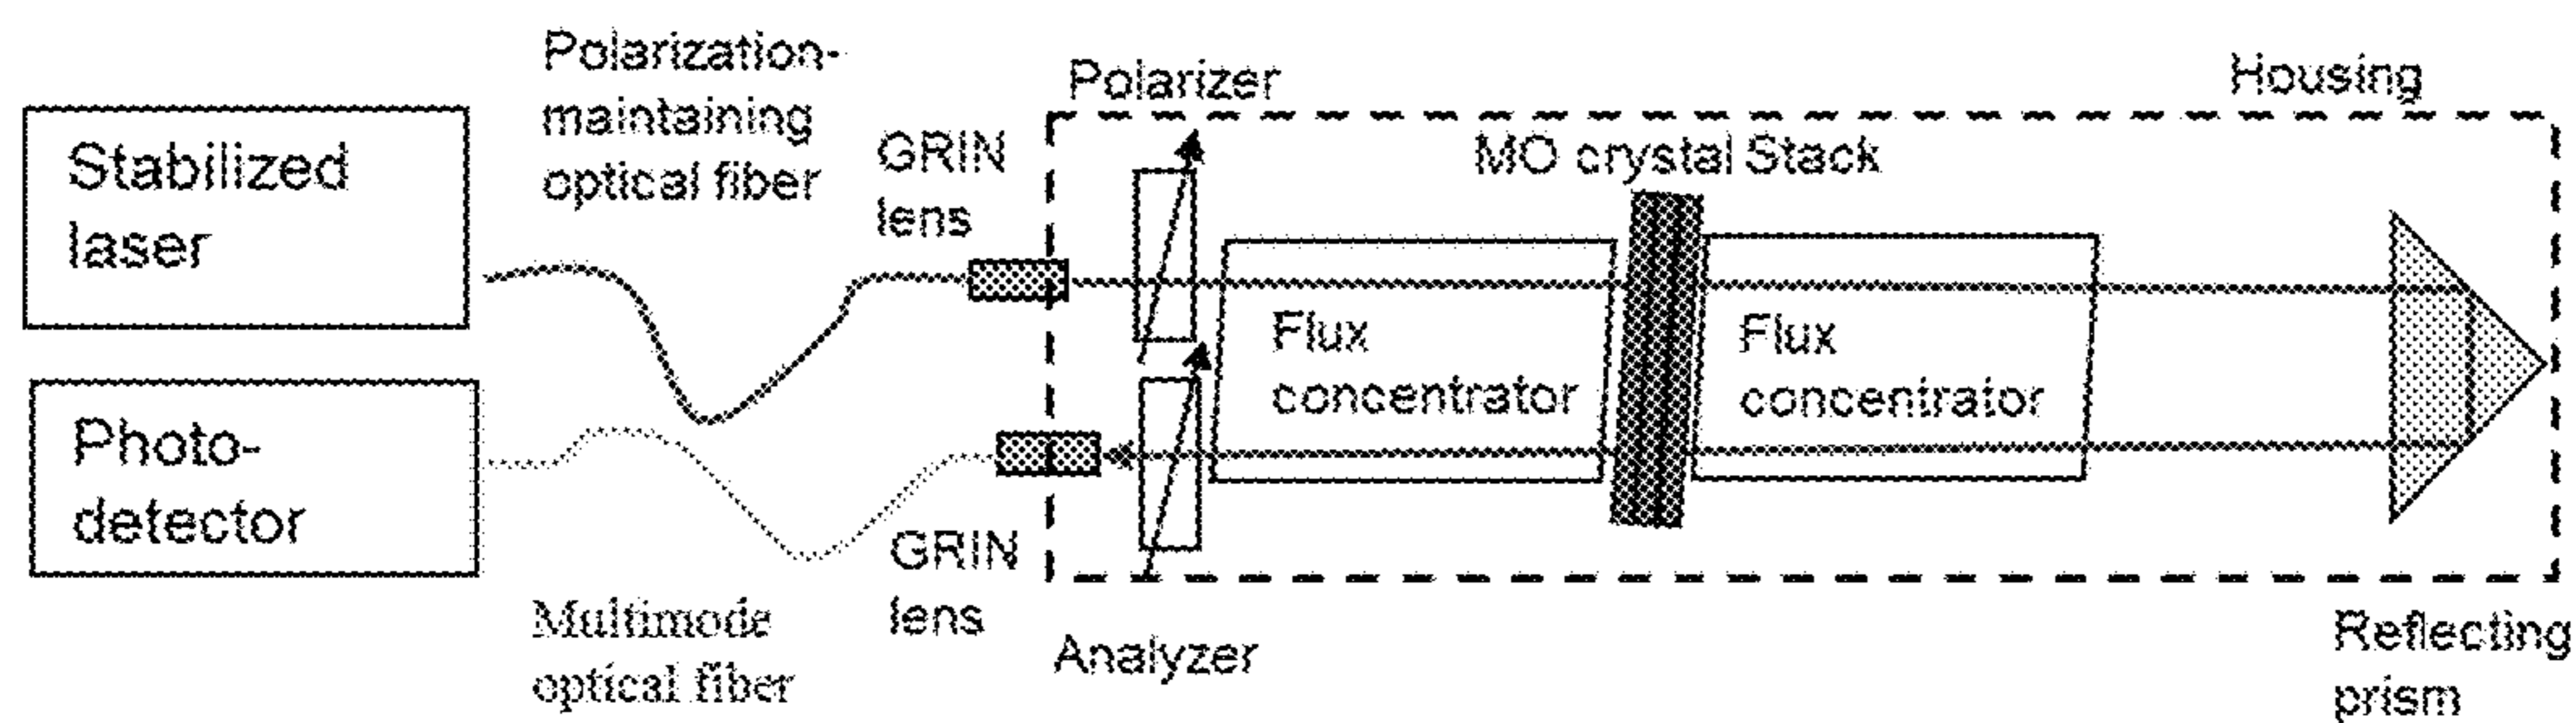 Stabilized
laser
Polarization-
maintaining
optical fiber
GRIN
lens
Polarizer
MO crystal Stack
Housing
Flux
concentrator
Flux
concentrator
Photo-
detector
Multimode
optical fiber
GRIN
lens
Analyzer
Reflecting
prism